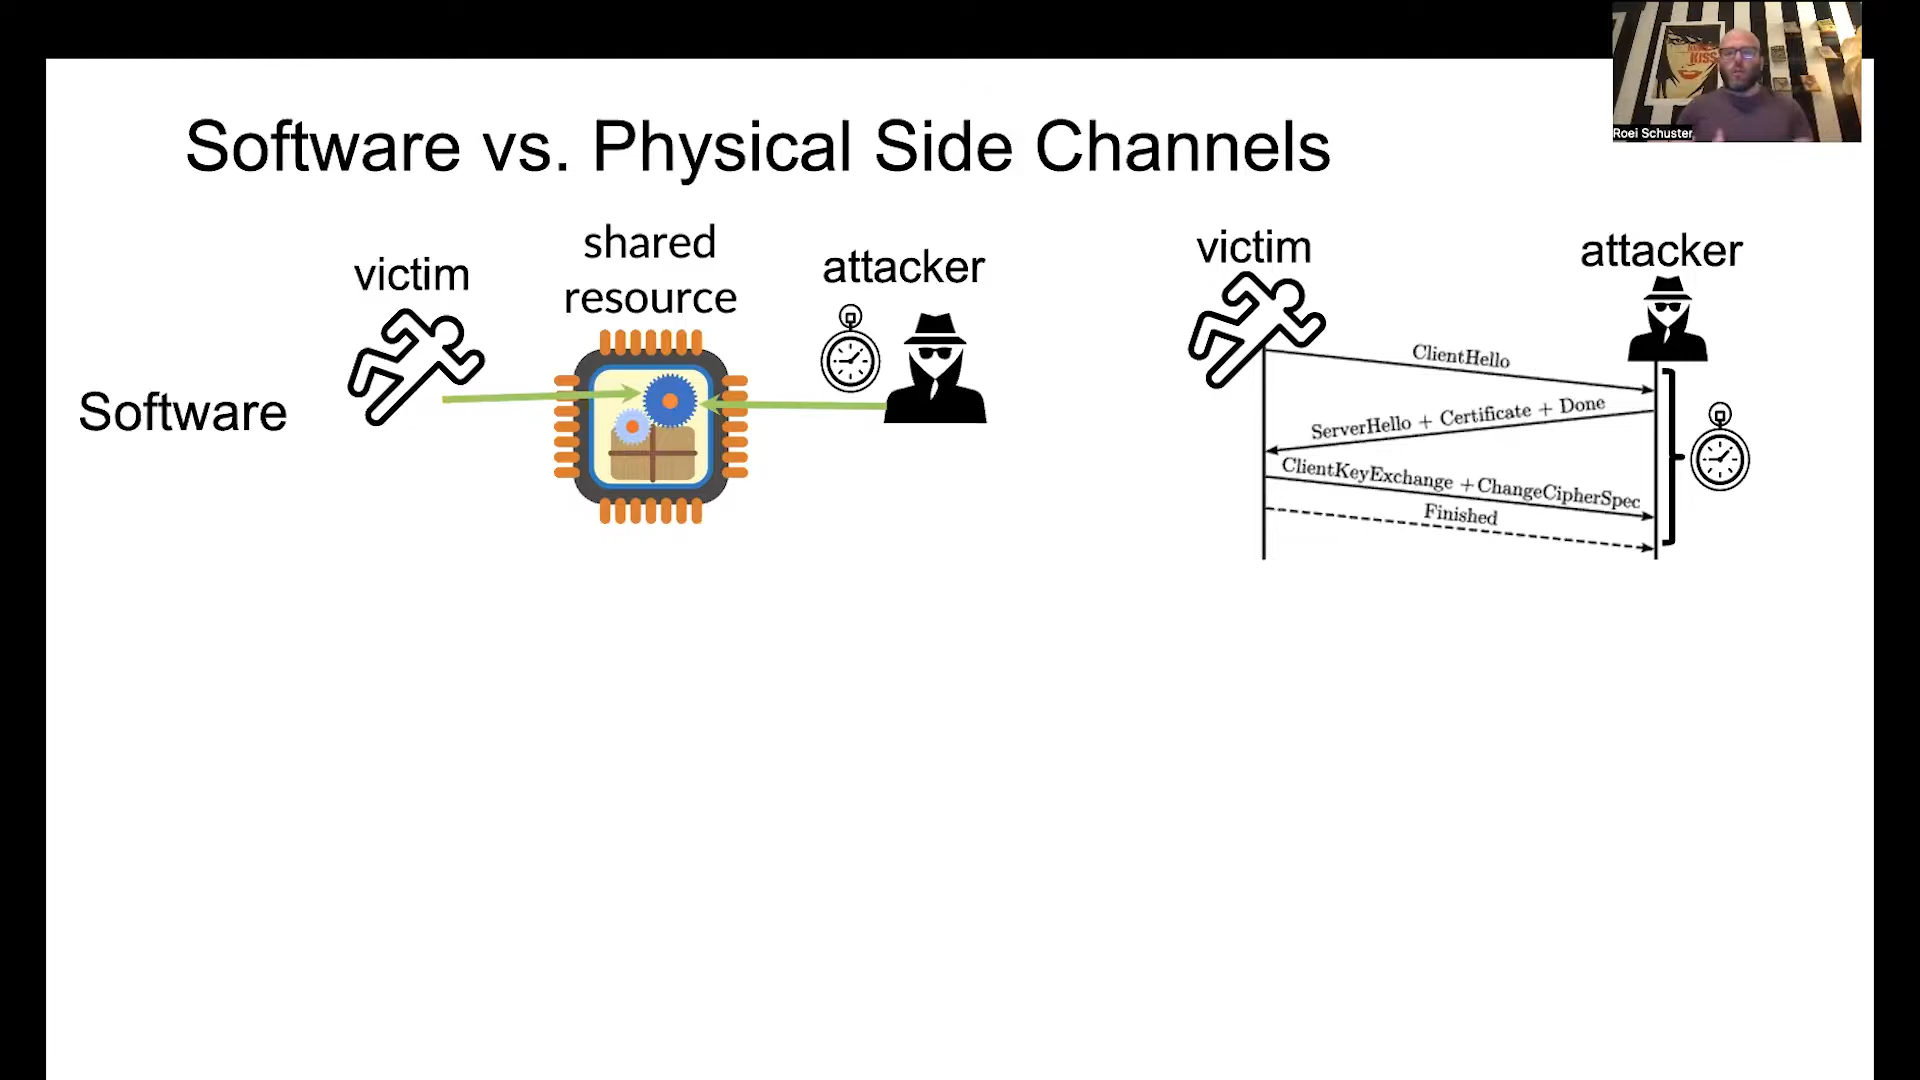 Software vs. Physical Side Channels
Roei Schuster
KISS
victim
shared
resource
attacker
Software
victim
attacker
ClientHello
ServerHello + Certificate + Done
ClientKeyExchange + ChangeCipherSpec
Finished